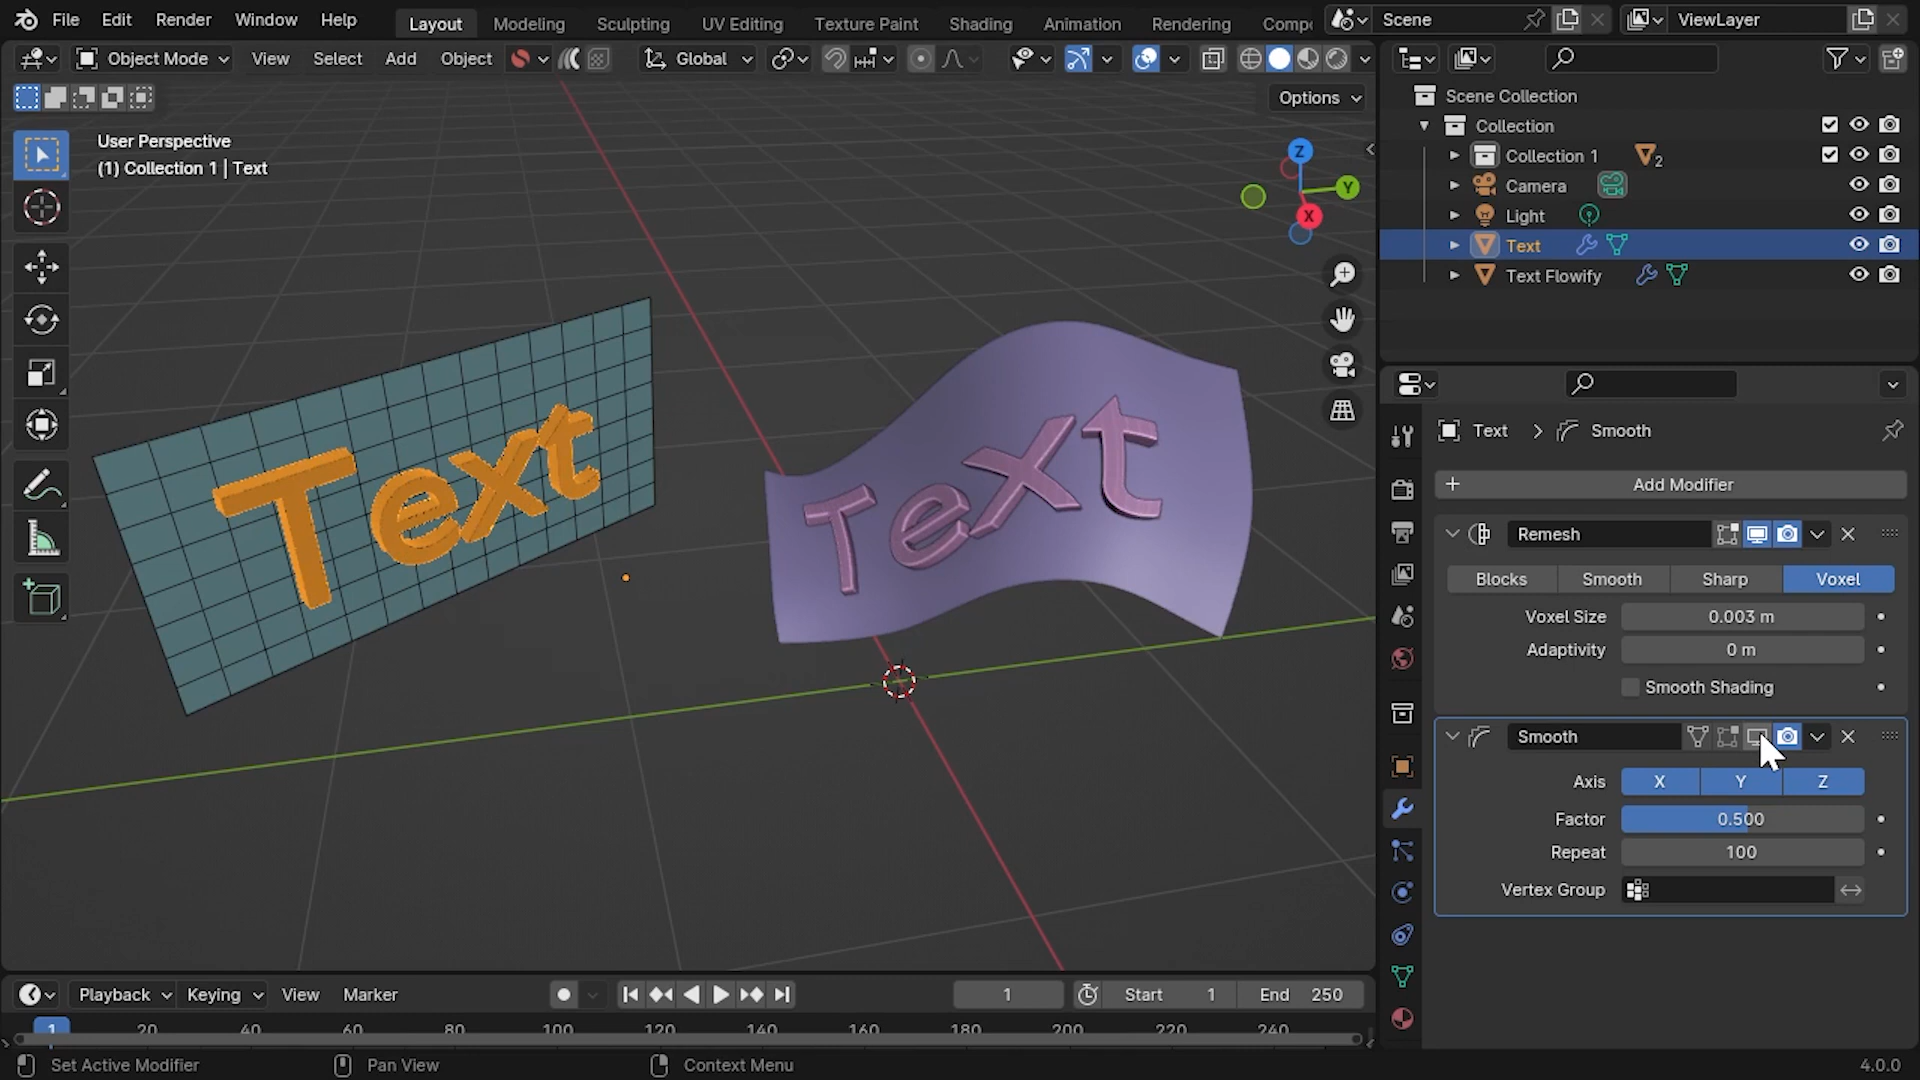 File Edit Render Window Help Layout Modeling Sculpting UV Editing Texture Paint Shading Animation Rendering Comp Scene ViewLayer
Object Mode View Select Add Object Global
Options
User Perspective
(1) Collection 1 | Text
Z
Y
X
Text
Text
Scene Collection
Collection
Collection 1 2
Camera
Light
Text
Text Flowify
Text > Smooth
+ Add Modifier
Remesh
Blocks Smooth Sharp Voxel
Voxel Size 0.003 m
Adaptivity 0 m
Smooth Shading
Smooth
Axis X Y Z
Factor 0.500
Repeat 100
Vertex Group
Playback Keying View Marker 1 Start 1 End 250
1 20 40 60 80 100 120 140 160 180 200 220 240
Set Active Modifier Pan View Context Menu 4.0.0